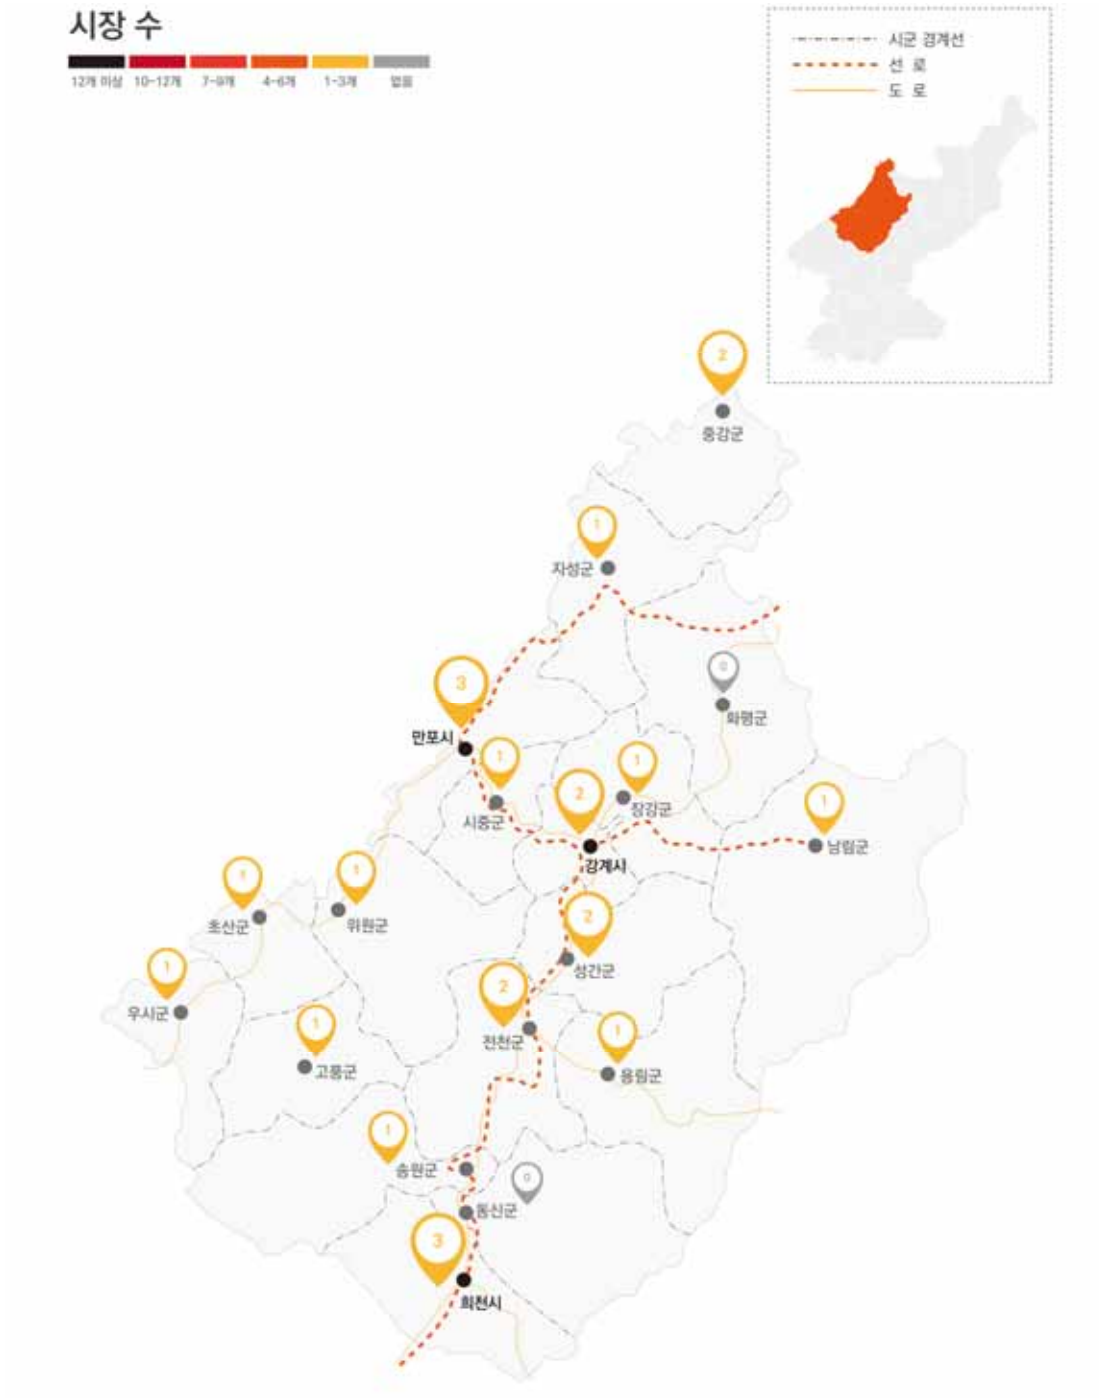 시장 수
12개 이상 10-12개 7-9개 4-6개 1-3개 없음
시군 경계선
선 로
도 로
2
중강군
1
자성군
0
화평군
3
만포시
1
시중군
2
강계시
1
장강군
1
낭림군
1
초산군
1
위원군
2
성간군
1
우시군
1
고풍군
2
전천군
1
용림군
1
송원군
0
동신군
3
희천시